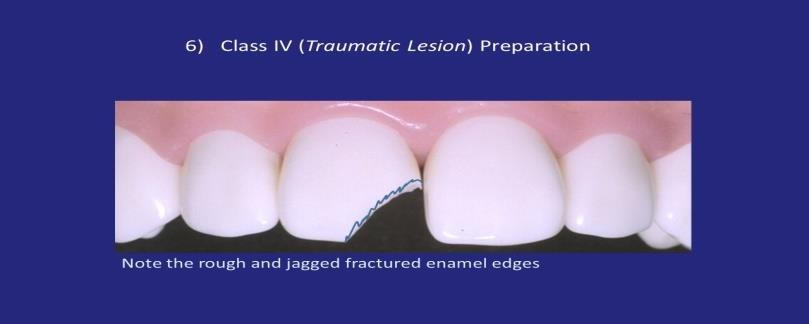 6) Class IV (Traumatic Lesion) Preparation
Note the rough and jagged fractured enamel edges